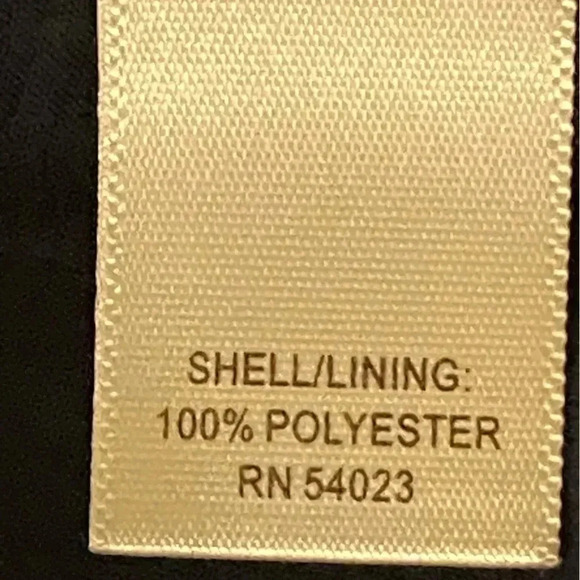 SHELL/LINING:
100% POLYESTER
RN 54023